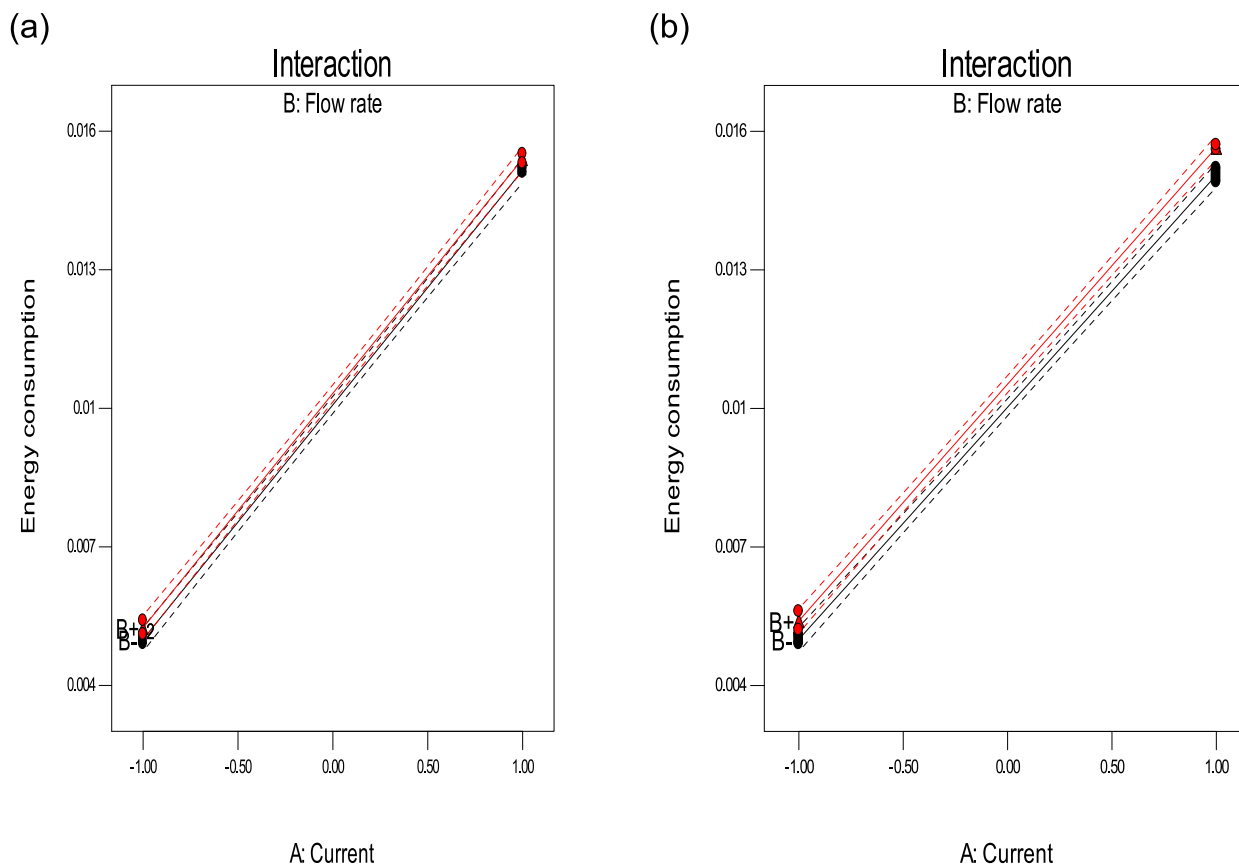 (a)
Interaction
B: Flow rate
0.016
0.013
0.01
0.007
0.004
Energy consumption
B+ 2
B-
-1.00 -0.50 0.00 0.50 1.00
A: Current
(b)
Interaction
B: Flow rate
0.016
0.013
0.01
0.007
0.004
Energy consumption
B+
B-
-1.00 -0.50 0.00 0.50 1.00
A: Current